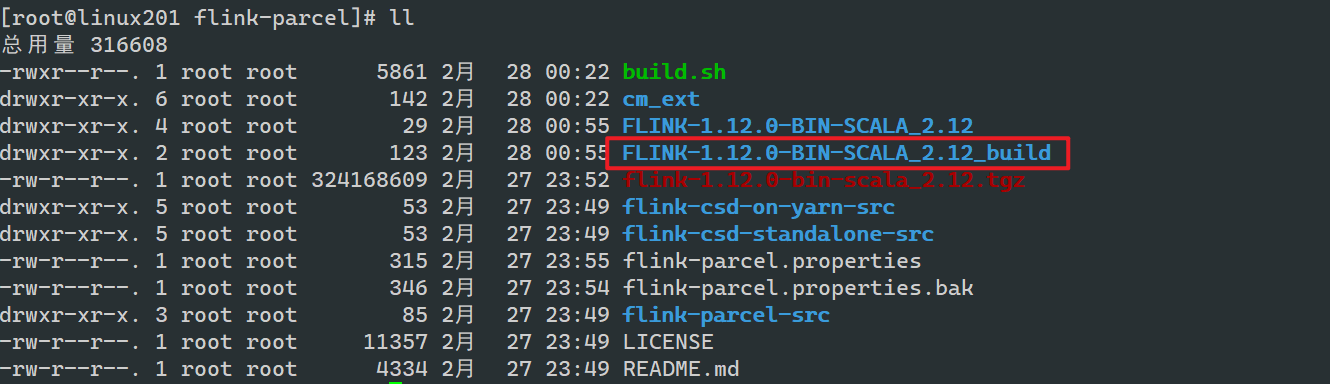 [root@linux201 flink-parcel]# ll
总用量 316608
-rwxr--r--. 1 root root      5861 2月  28 00:22 build.sh
drwxr-xr-x. 6 root root       142 2月  28 00:22 cm_ext
drwxr-xr-x. 4 root root        29 2月  28 00:55 FLINK-1.12.0-BIN-SCALA_2.12
drwxr-xr-x. 2 root root       123 2月  28 00:55 FLINK-1.12.0-BIN-SCALA_2.12_build
-rw-r--r--. 1 root root 324168609 2月  27 23:52 flink-1.12.0-bin-scala_2.12.tgz
drwxr-xr-x. 5 root root        53 2月  27 23:49 flink-csd-on-yarn-src
drwxr-xr-x. 5 root root        53 2月  27 23:49 flink-csd-standalone-src
-rw-r--r--. 1 root root       315 2月  27 23:55 flink-parcel.properties
-rw-r--r--. 1 root root       346 2月  27 23:54 flink-parcel.properties.bak
drwxr-xr-x. 3 root root        85 2月  27 23:49 flink-parcel-src
-rw-r--r--. 1 root root     11357 2月  27 23:49 LICENSE
-rw-r--r--. 1 root root      4334 2月  27 23:49 README.md